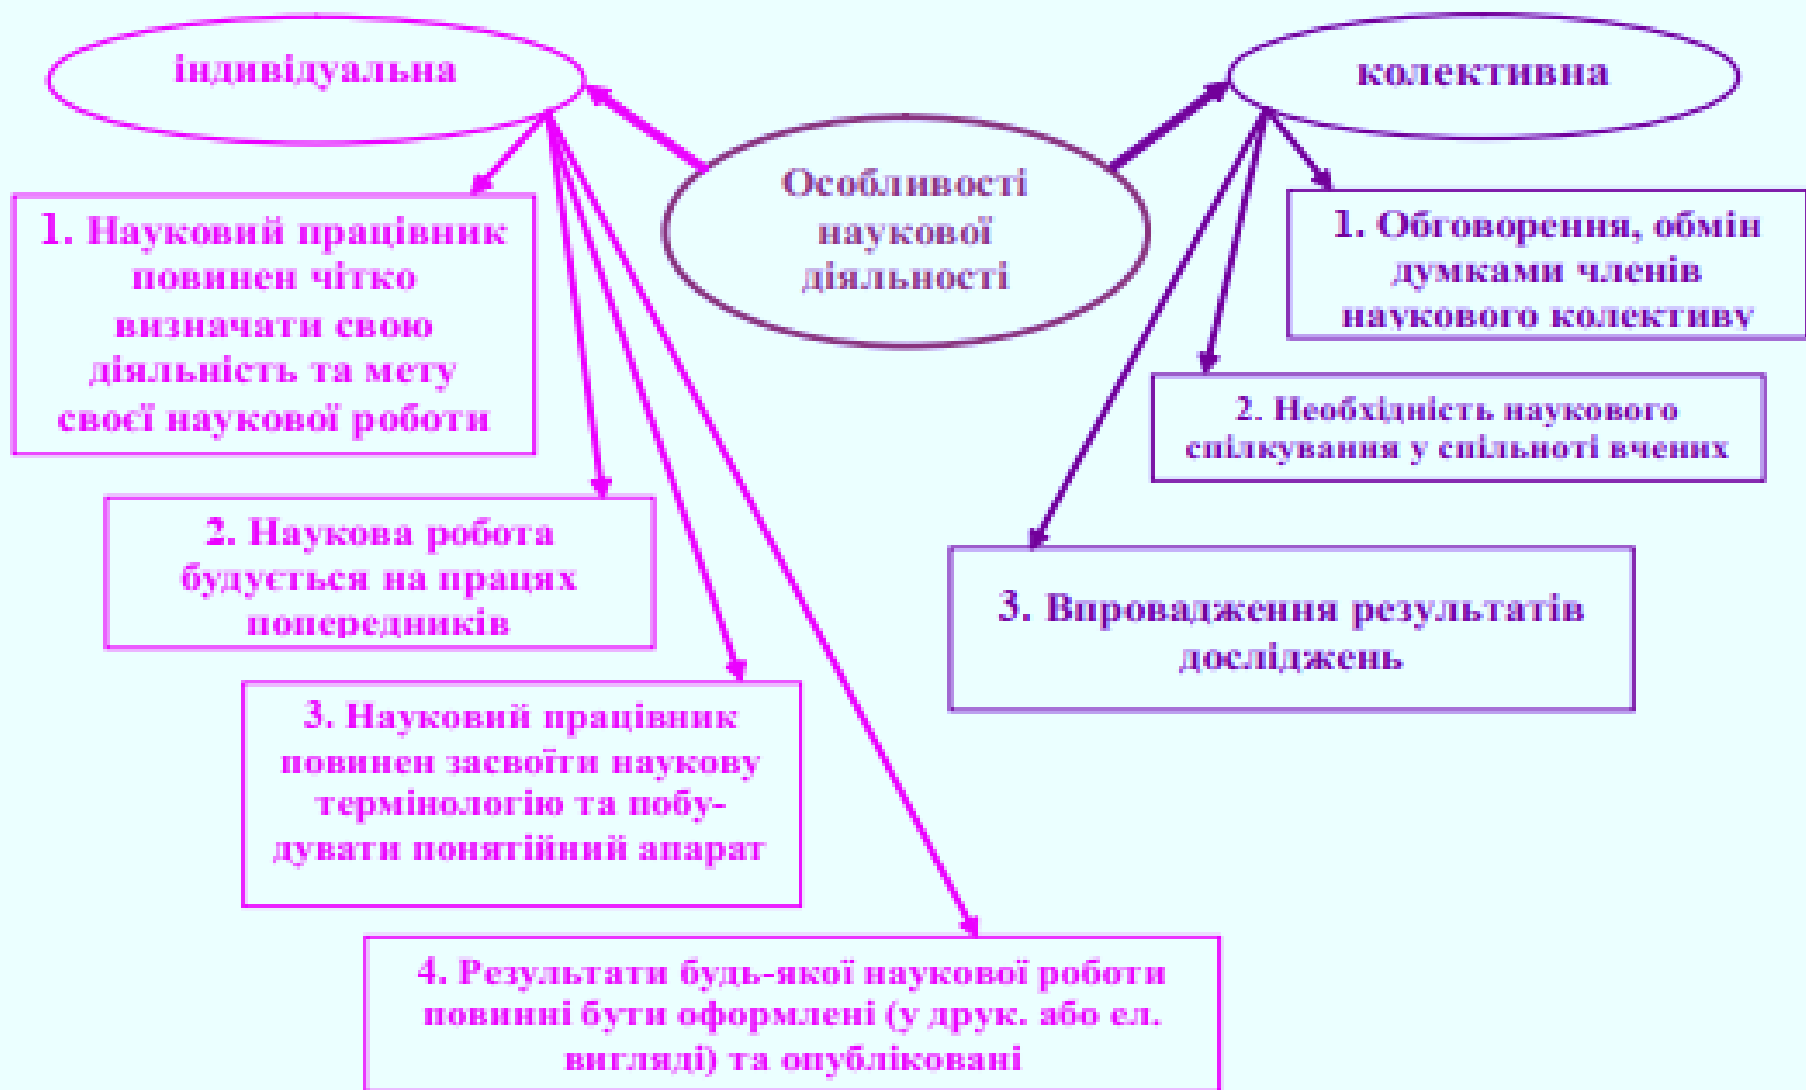 індивідуальна
колективна
Особливості
наукової
діяльності
1. Науковий працівник
повинен чітко
визначати свою
діяльність та мету
своєї наукової роботи
2. Наукова робота
будується на працях
попередників
3. Науковий працівник
повинен засвоїти наукову
термінологію та побу-
дувати понятійний апарат
4. Результати будь-якої наукової роботи
повинні бути оформлені (у друк. або ел.
вигляді) та опубліковані
1. Обговорення, обмін
думками членів
наукового колективу
2. Необхідність наукового
спілкування у спільноті вчених
3. Впровадження результатів
досліджень